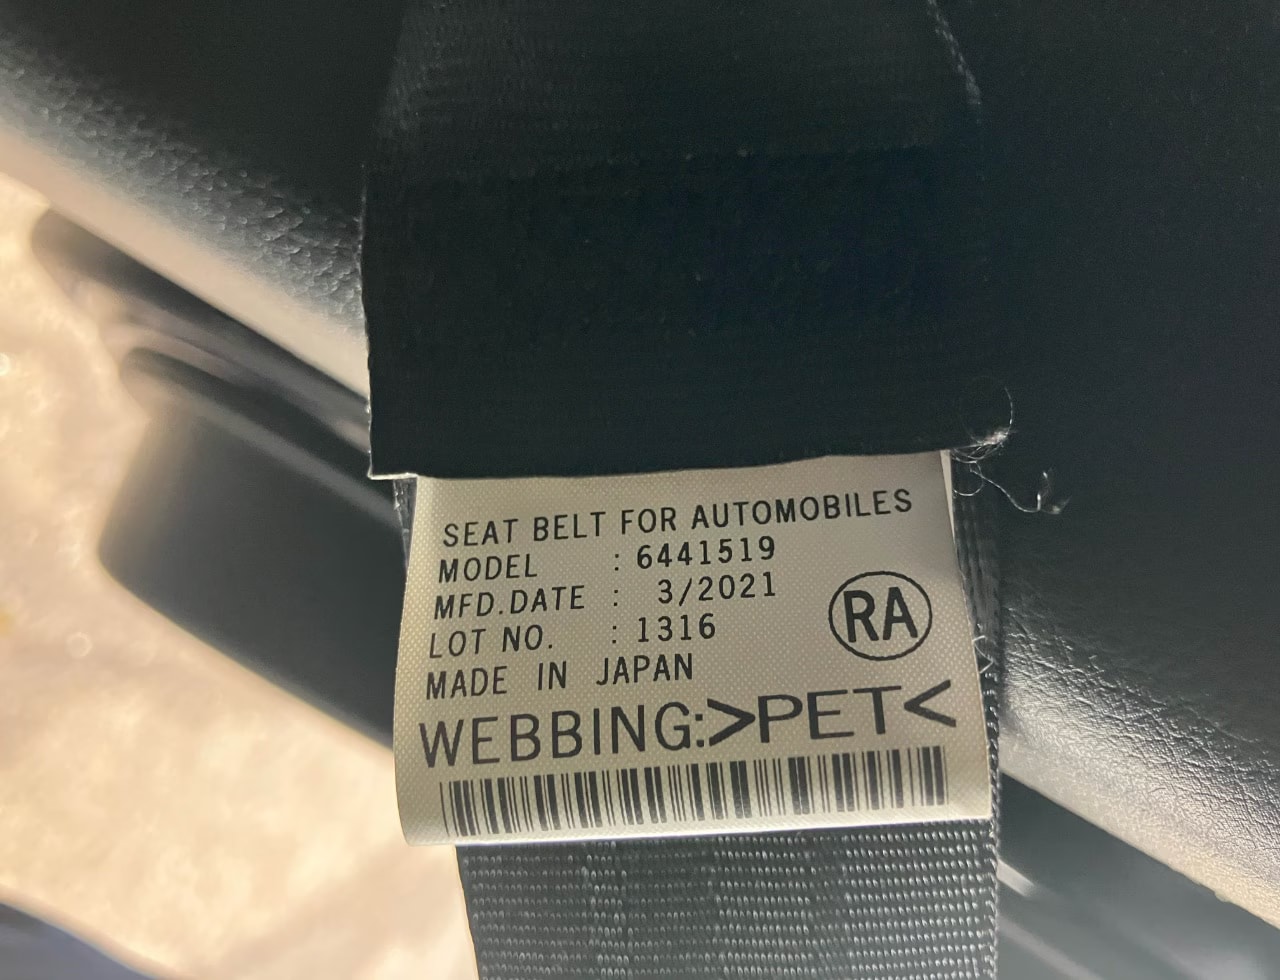 SEAT BELT FOR AUTOMOBILES
MODEL : 6441519
MFD.DATE : 3/2021
LOT NO. : 1316
RA
MADE IN JAPAN
WEBBING:>PET<